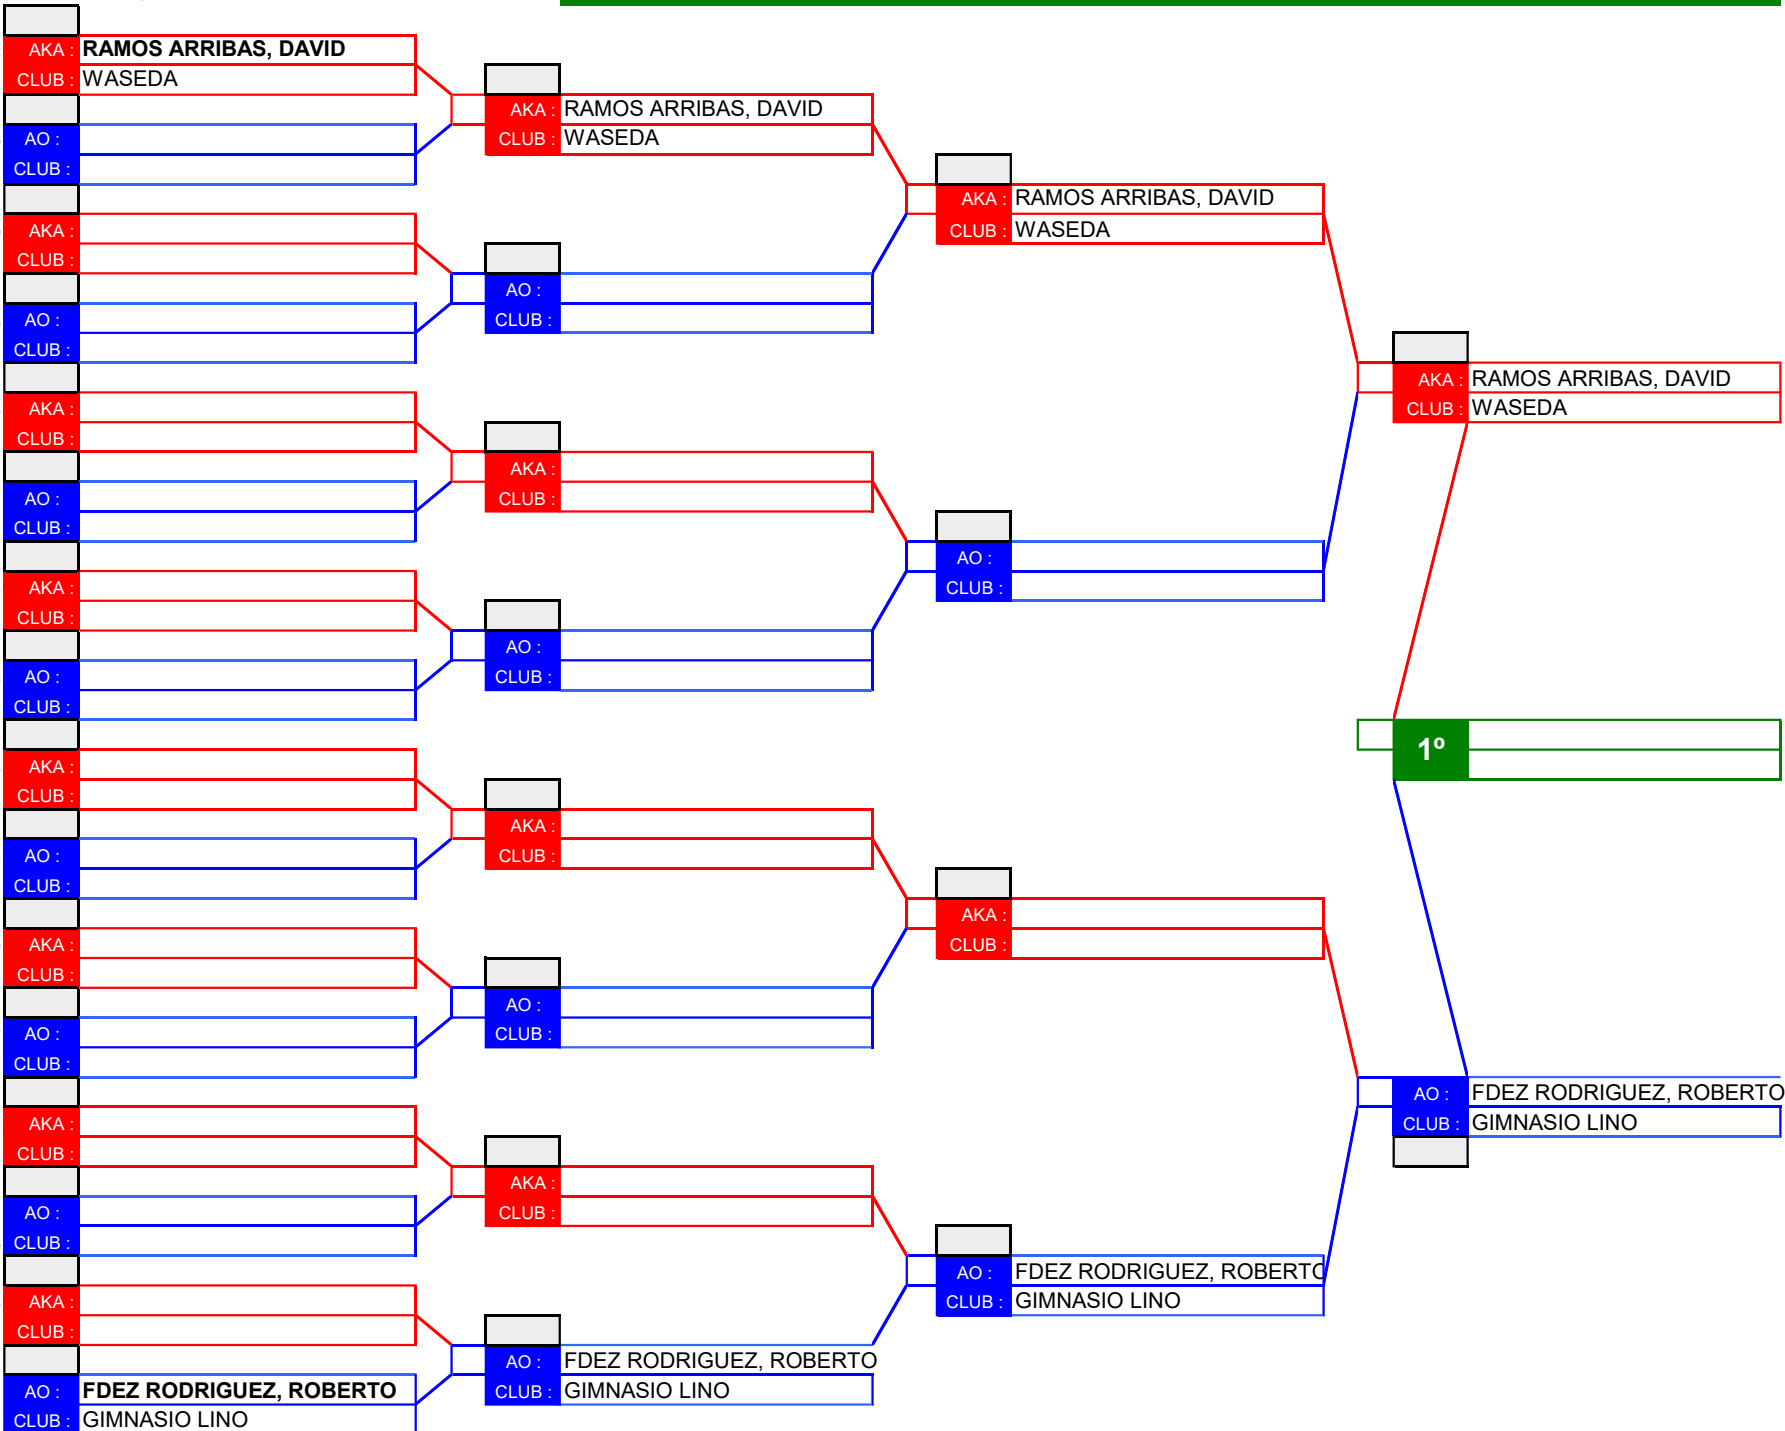 AKA : RAMOS ARRIBAS, DAVID
CLUB : WASEDA
AO :
CLUB :
AKA :
CLUB :
AO :
CLUB :
AKA :
CLUB :
AO :
CLUB :
AKA :
CLUB :
AO :
CLUB :
AKA :
CLUB :
AO :
CLUB :
AKA :
CLUB :
AO :
CLUB :
AKA :
CLUB :
AO :
CLUB :
AKA :
CLUB :
AO : FDEZ RODRIGUEZ, ROBERTO
CLUB : GIMNASIO LINO
AKA : RAMOS ARRIBAS, DAVID
CLUB : WASEDA
AO :
CLUB :
AKA :
CLUB :
AO :
CLUB :
AKA :
CLUB :
AO :
CLUB :
AKA :
CLUB :
AO : FDEZ RODRIGUEZ, ROBERTO
CLUB : GIMNASIO LINO
AKA : RAMOS ARRIBAS, DAVID
CLUB : WASEDA
AO :
CLUB :
AKA :
CLUB :
AO : FDEZ RODRIGUEZ, ROBERTO
CLUB : GIMNASIO LINO
AKA : RAMOS ARRIBAS, DAVID
CLUB : WASEDA
1º
AO : FDEZ RODRIGUEZ, ROBERTO
CLUB : GIMNASIO LINO